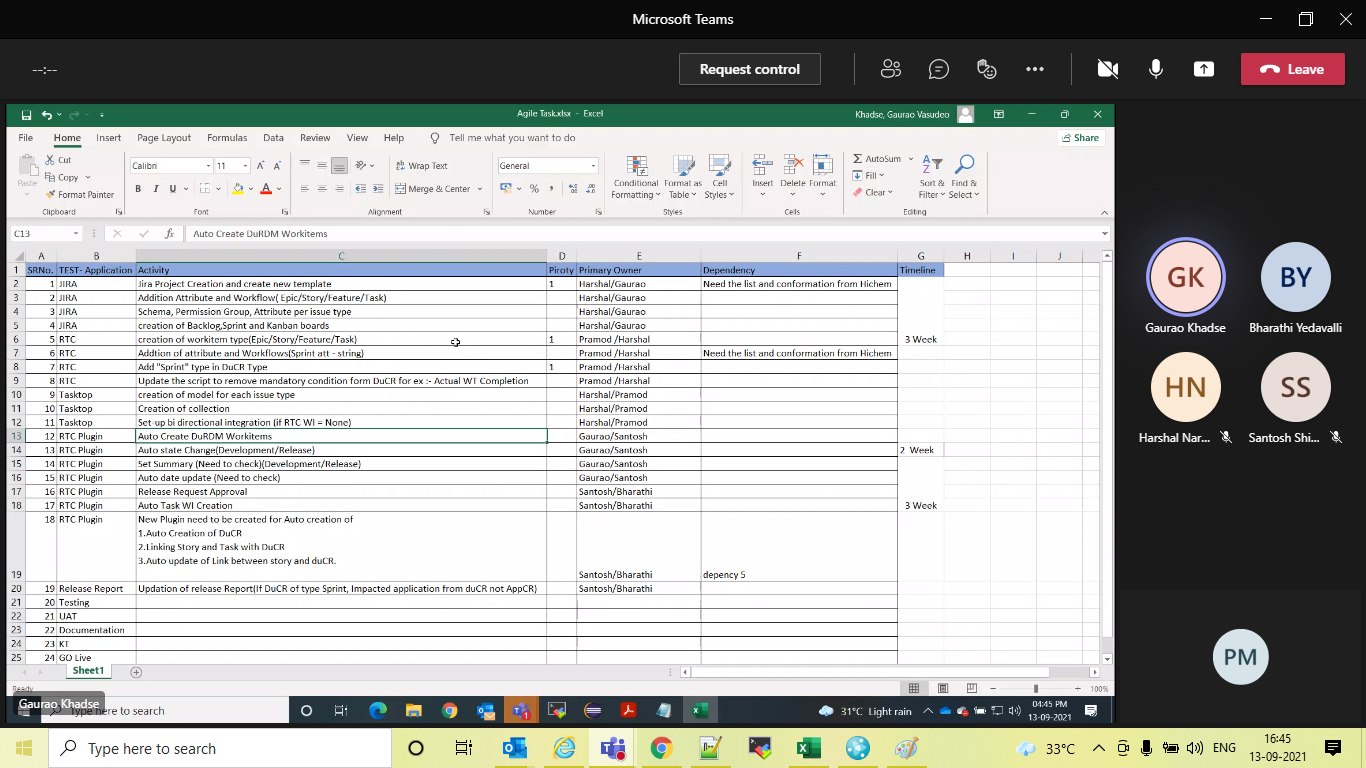 Microsoft Teams
--:--
Request control
Leave
Agile Task.xlsx - Excel
Khadse, Gaurao Vasudeo
File Home Insert Page Layout Formulas Data Review View Help Tell me what you want to do
Share
Paste
Cut
Copy
Format Painter
Calibri 11
B I U
Wrap Text
Merge & Center
General
Conditional Formatting
Format as Table
Cell Styles
Insert Delete Format
AutoSum
Fill
Clear
Sort & Filter
Find & Select
Clipboard Font Alignment Number Styles Cells Editing
C13 fx Auto Create DuRDM Workitems
A B C D E F G H I J
1 SRNo. TEST- Application Activity Piroty Primary Owner Dependency Timeline
2 1 JIRA Jira Project Creation and create new template 1 Harshal/Gaurao Need the list and conformation from Hichem
3 2 JIRA Addition Attribute and Workflow( Epic/Story/Feature/Task) Harshal/Gaurao
4 3 JIRA Schema, Permission Group, Attribute per issue type Harshal/Gaurao
5 4 JIRA creation of Backlog,Sprint and Kanban boards Harshal/Gaurao
6 5 RTC creation of workitem type(Epic/Story/Feature/Task) 1 Pramod /Harshal 3 Week
7 6 RTC Addtion of attribute and Workflows(Sprint att - string) Pramod /Harshal Need the list and conformation from Hichem
8 7 RTC Add "Sprint" type in DuCR Type 1 Pramod /Harshal
9 8 RTC Update the script to remove mandatory condition form DuCR for ex :- Actual WT Completion Pramod /Harshal
10 9 Tasktop creation of model for each issue type Harshal/Pramod
11 10 Tasktop Creation of collection Harshal/Pramod
12 11 Tasktop Set-up bi directional integration (if RTC WI = None) Harshal/Pramod
13 12 RTC Plugin Auto Create DuRDM Workitems Gaurao/Santosh
14 13 RTC Plugin Auto state Change(Development/Release) Gaurao/Santosh 2 Week
15 14 RTC Plugin Set Summary (Need to check)(Development/Release) Gaurao/Santosh
16 15 RTC Plugin Auto date update (Need to check) Gaurao/Santosh
17 16 RTC Plugin Release Request Approval Santosh/Bharathi
18 17 RTC Plugin Auto Task WI Creation Santosh/Bharathi 3 Week
18 RTC Plugin New Plugin need to be created for Auto creation of
1.Auto Creation of DuCR
2.Linking Story and Task with DuCR
3.Auto update of Link between story and duCR.
19 Santosh/Bharathi depency 5
20 19 Release Report Updation of release Report(If DuCR of type Sprint, Impacted application from duCR not AppCR) Santosh/Bharathi
21 20 Testing
22 21 UAT
23 22 Documentation
24 23 KT
25 24 GO Live
Sheet1
Ready
100%
Gaurao Khadse
Type here to search
31°C Light rain
04:45 PM
13-09-2021
GK
Gaurao Khadse
BY
Bharathi Yedavalli
HN
Harshal Nar...
SS
Santosh Shi...
PM
Type here to search
33°C
ENG
16:45
13-09-2021